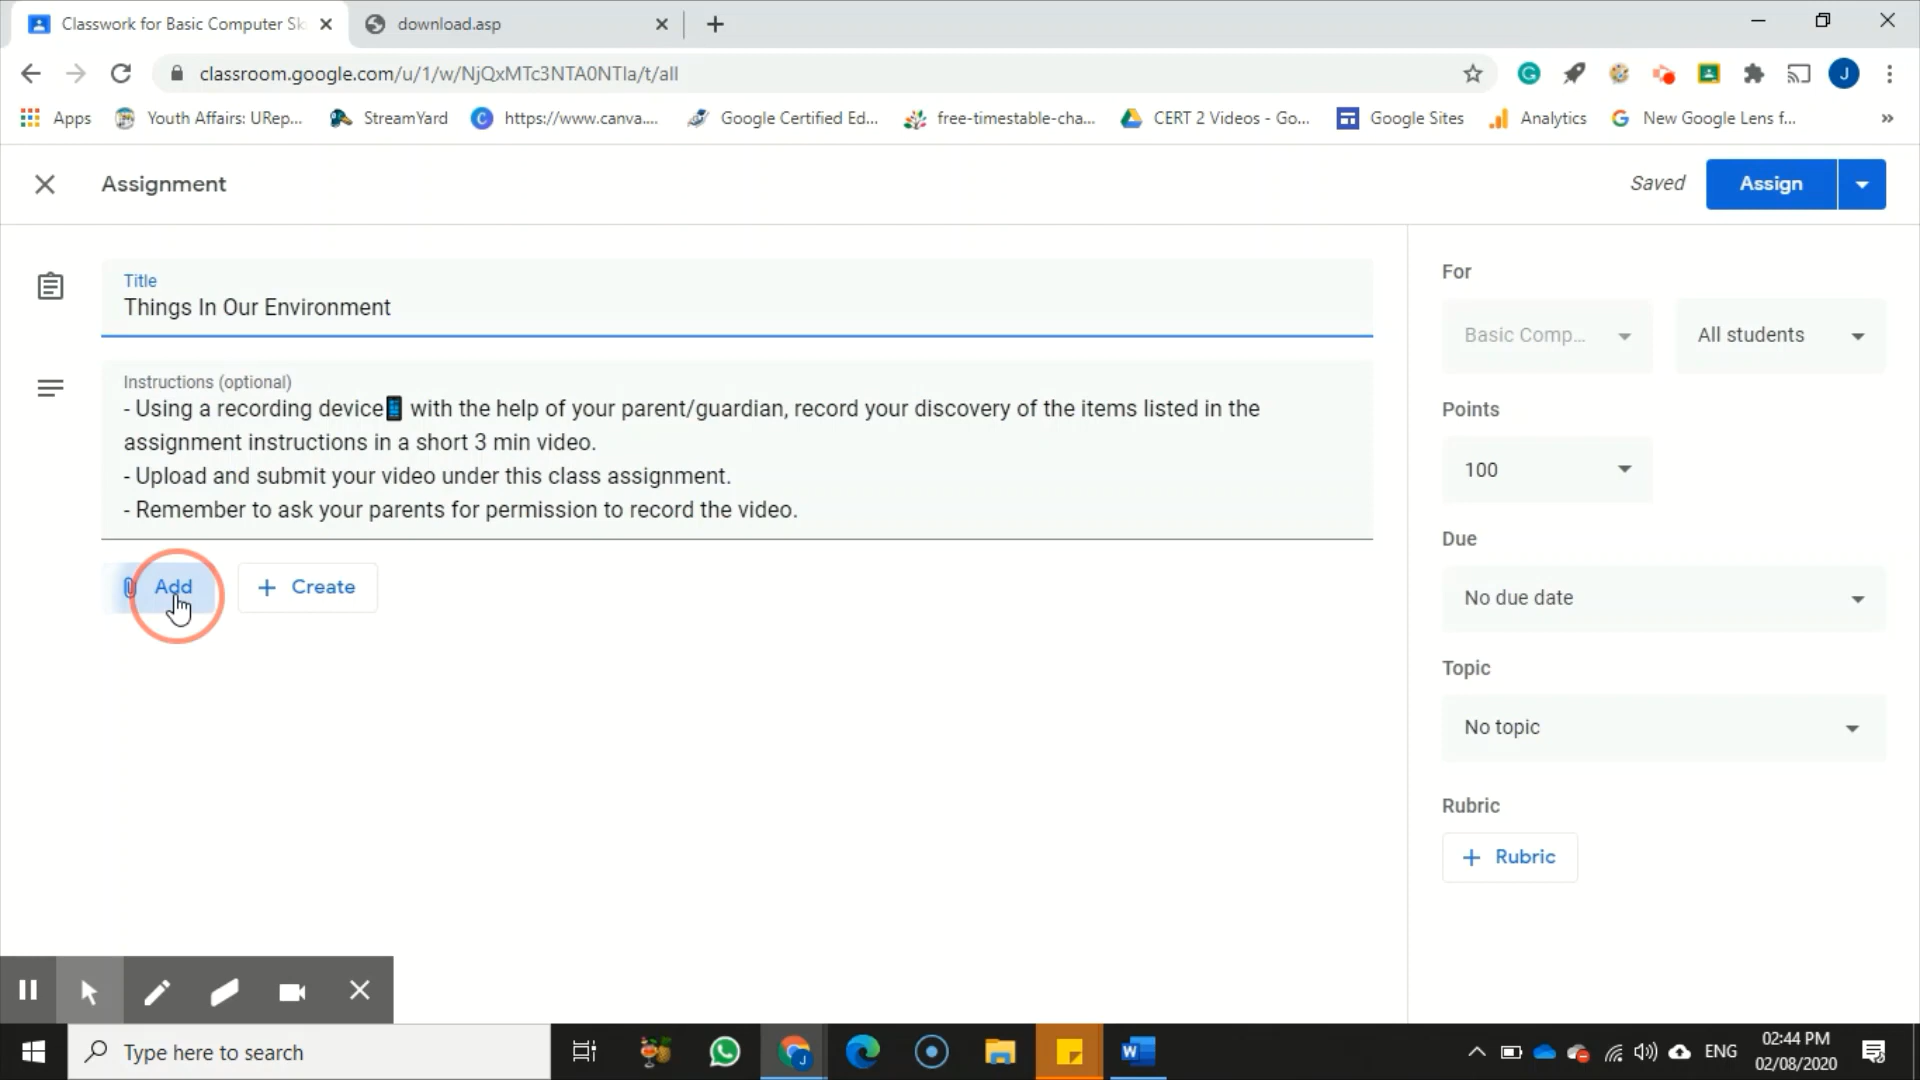 Classwork for Basic Computer Sk
download.asp
classroom.google.com/u/1/w/NjQxMTc3NTA0NTIa/t/all
J
Apps
Youth Affairs: URep...
StreamYard
https://www.canva....
Google Certified Ed...
free-timestable-cha...
CERT 2 Videos - Go...
Google Sites
Analytics
New Google Lens f...
Assignment
Saved
Assign
Title
Things In Our Environment
Instructions (optional)
- Using a recording device📱 with the help of your parent/guardian, record your discovery of the items listed in the
assignment instructions in a short 3 min video.
- Upload and submit your video under this class assignment.
- Remember to ask your parents for permission to record the video.
Add
Create
For
Basic Comp...
All students
Points
100
Due
No due date
Topic
No topic
Rubric
Rubric
Type here to search
ENG
02:44 PM
02/08/2020